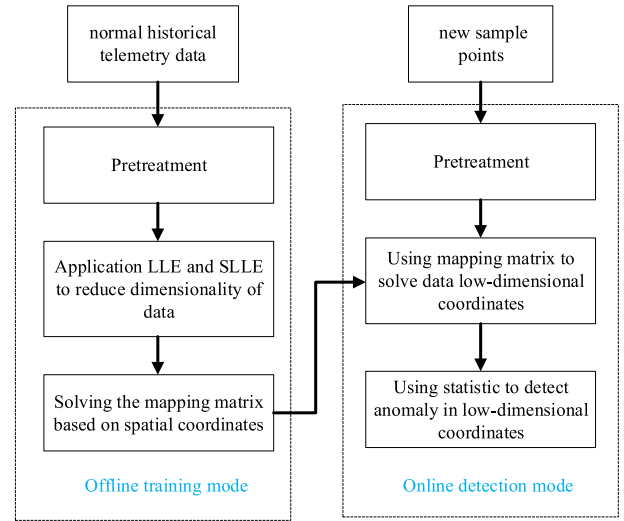 normal historical
telemetry data
Pretreatment
Application LLE and SLLE
to reduce dimensionality of
data
Solving the mapping matrix
based on spatial coordinates
Offline training mode
new sample
points
Pretreatment
Using mapping matrix to
solve data low-dimensional
coordinates
Using statistic to detect
anomaly in low-dimensional
coordinates
Online detection mode